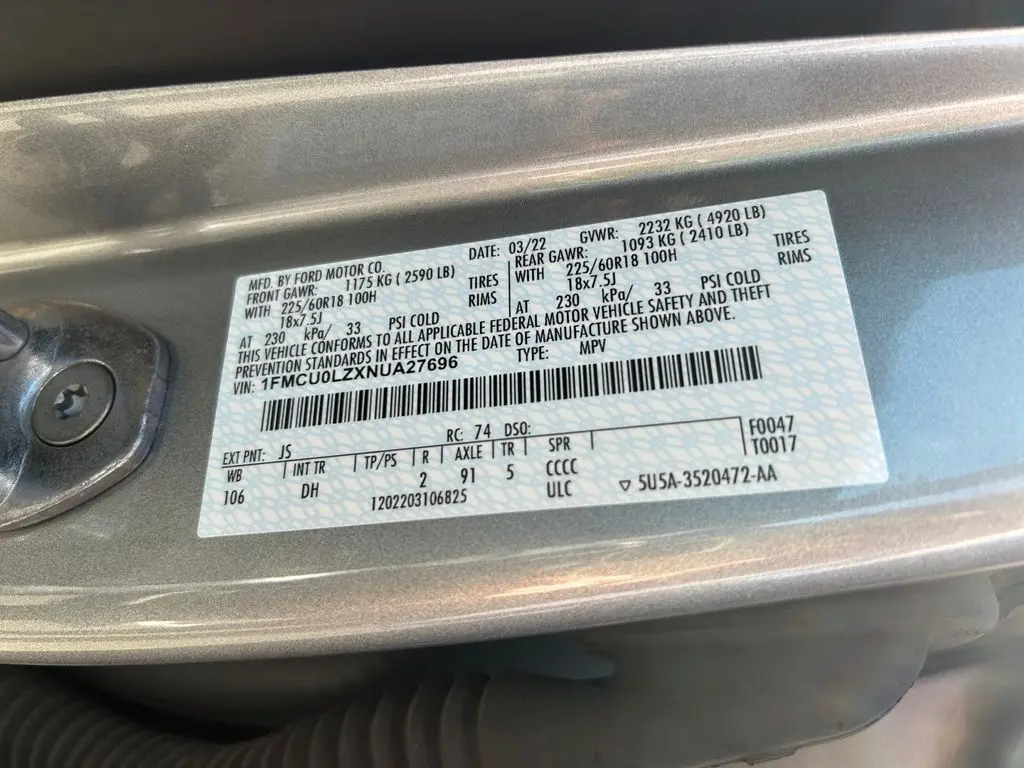 MFD. BY FORD MOTOR CO. DATE: 03/22 GVWR: 2232 KG ( 4920 LB)
FRONT GAWR: 1175 KG ( 2590 LB) REAR GAWR: 1093 KG ( 2410 LB)
WITH 225/60R18 100H TIRES WITH 225/60R18 100H TIRES
18x7.5J RIMS 18x7.5J RIMS
AT 230 kPa/ 33 PSI COLD AT 230 kPa/ 33 PSI COLD
THIS VEHICLE CONFORMS TO ALL APPLICABLE FEDERAL MOTOR VEHICLE SAFETY AND THEFT
PREVENTION STANDARDS IN EFFECT ON THE DATE OF MANUFACTURE SHOWN ABOVE.
VIN: 1FMCU0LZXNUA27696 TYPE: MPV
EXT PNT: JS RC: 74 DSO: F0047
WB INT TR TP/PS R AXLE TR SPR T0017
106 DH 2 91 5 CCCC
1202203106825 ULC ▽ 5U5A-3520472-AA